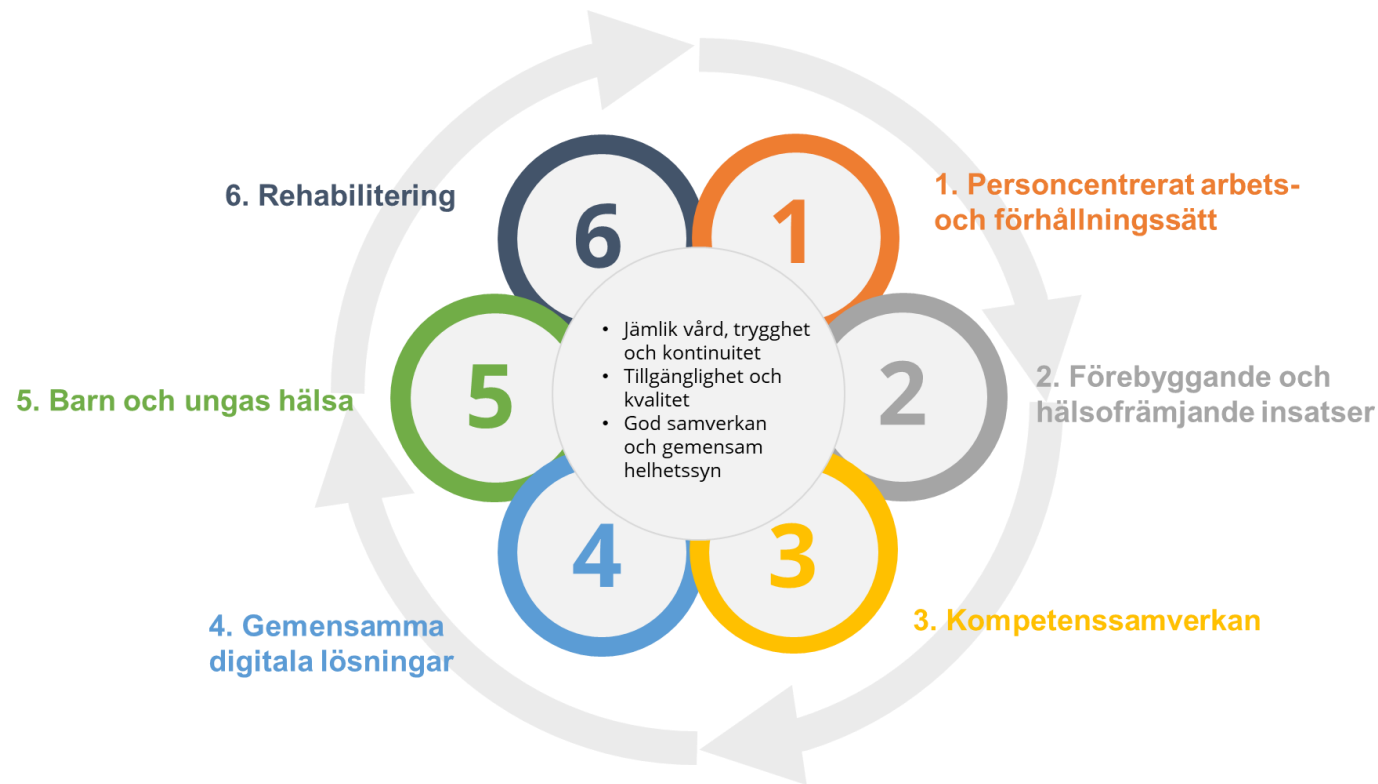 1. Personcentrerat arbets-
och förhållningssätt
2. Förebyggande och
hälsofrämjande insatser
3. Kompetenssamverkan
4. Gemensamma
digitala lösningar
5. Barn och ungas hälsa
6. Rehabilitering
1
2
3
4
5
6
• Jämlik vård, trygghet
och kontinuitet
• Tillgänglighet och
kvalitet
• God samverkan
och gemensam
helhetssyn